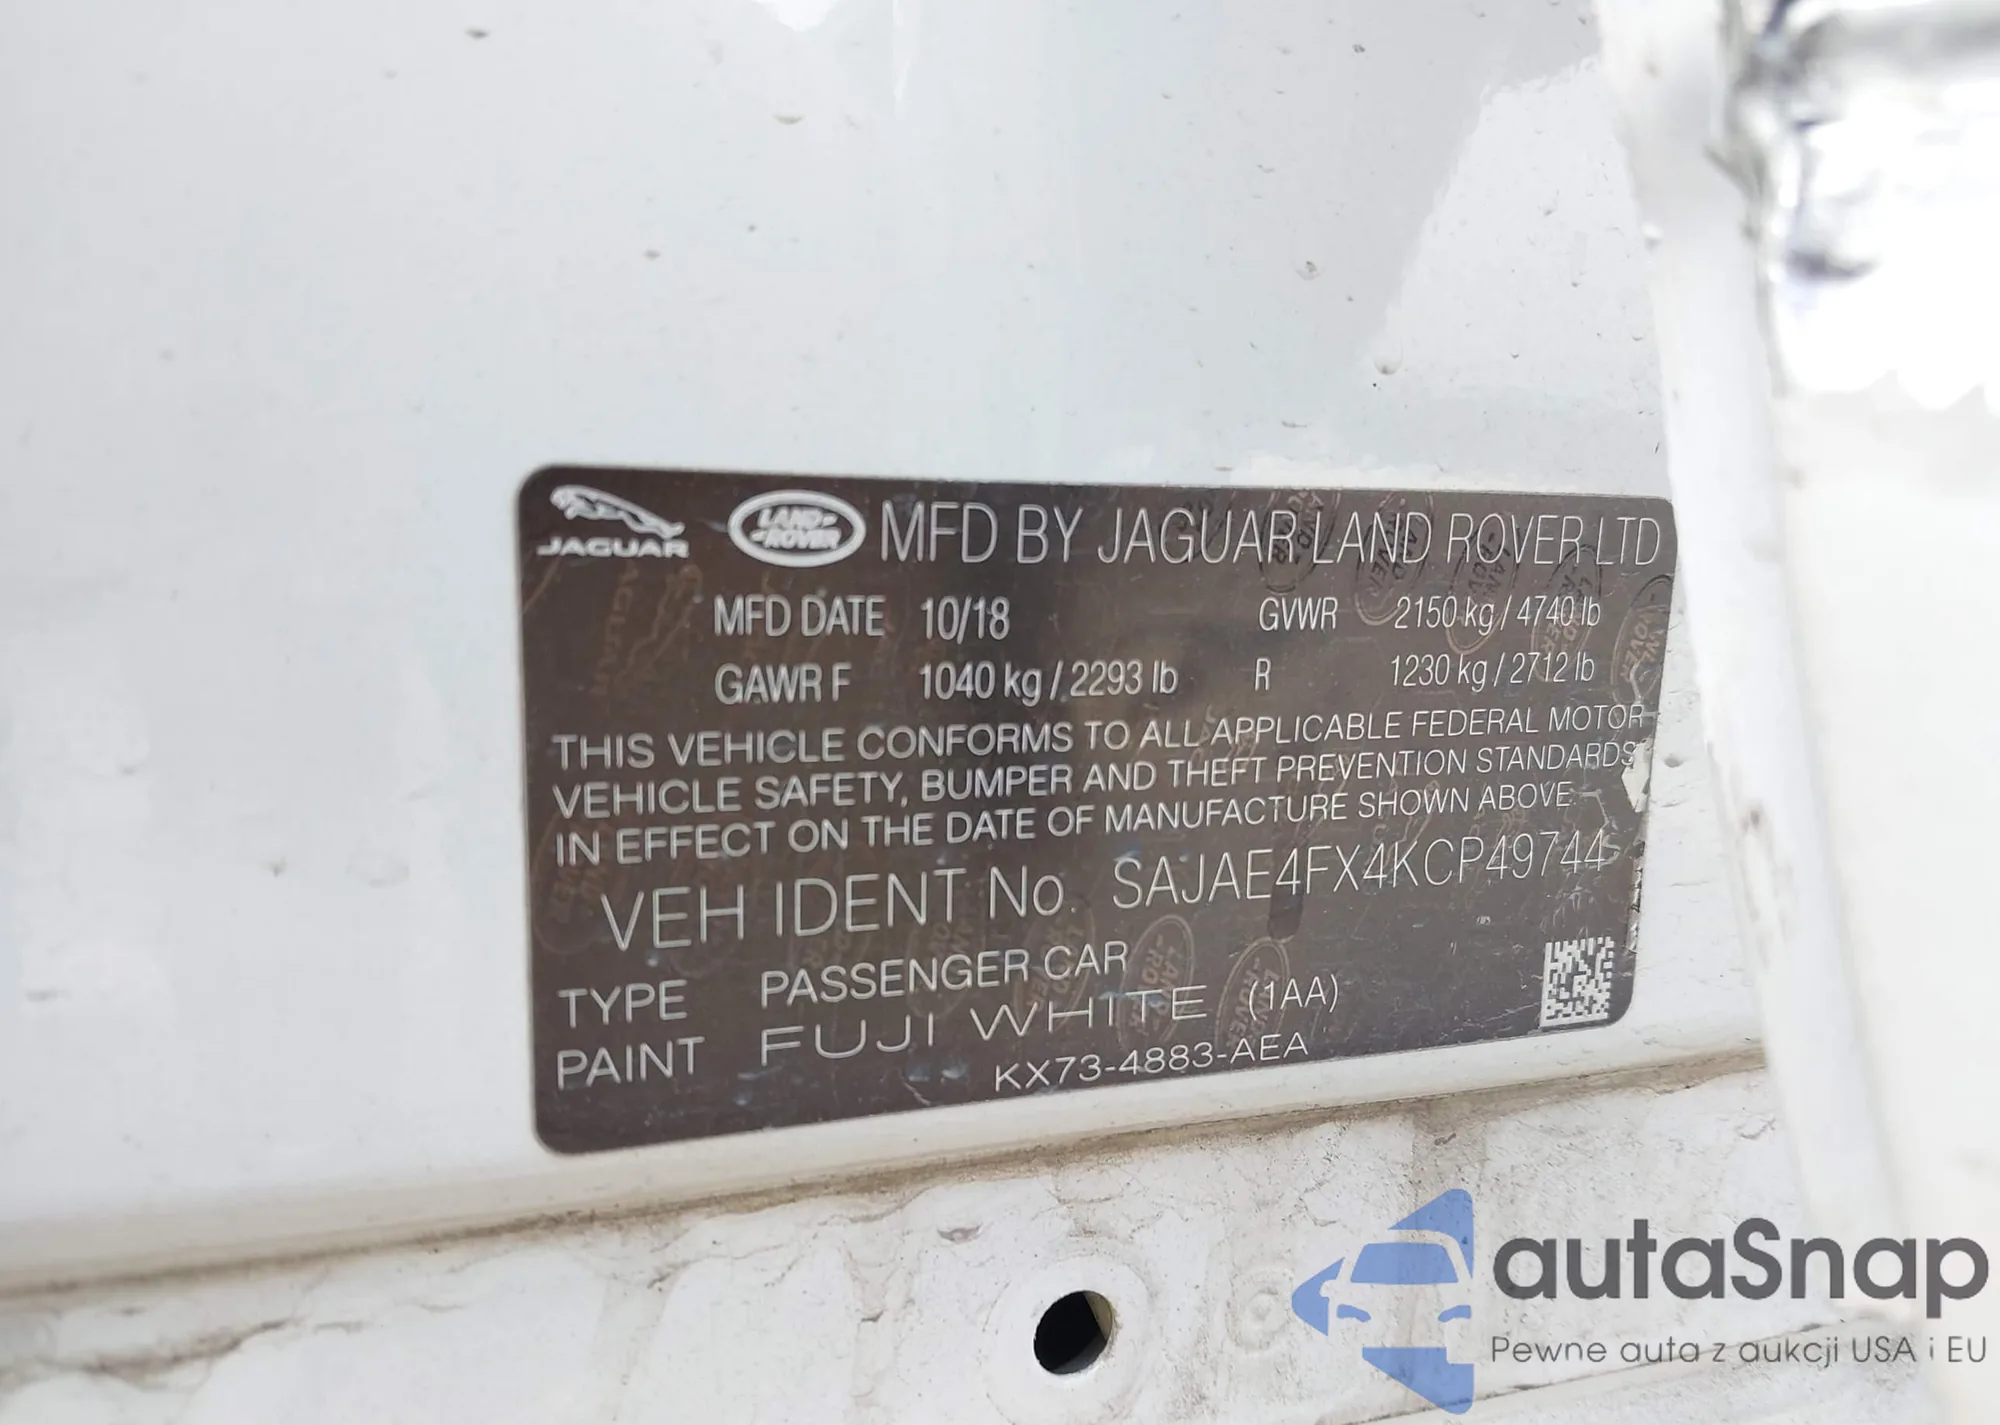 JAGUAR LAND ROVER MFD BY JAGUAR LAND ROVER LTD
MFD DATE 10/18 GVWR 2150 kg / 4740 lb
GAWR F 1040 kg / 2293 lb R 1230 kg / 2712 lb
THIS VEHICLE CONFORMS TO ALL APPLICABLE FEDERAL MOTOR
VEHICLE SAFETY, BUMPER AND THEFT PREVENTION STANDARDS
IN EFFECT ON THE DATE OF MANUFACTURE SHOWN ABOVE
VEH IDENT No. SAJAE4FX4KCP49744
TYPE PASSENGER CAR
PAINT FUJI WHITE (1AA)
KX73-4883-AEA
autaSnap
Pewne auta z aukcji USA i EU